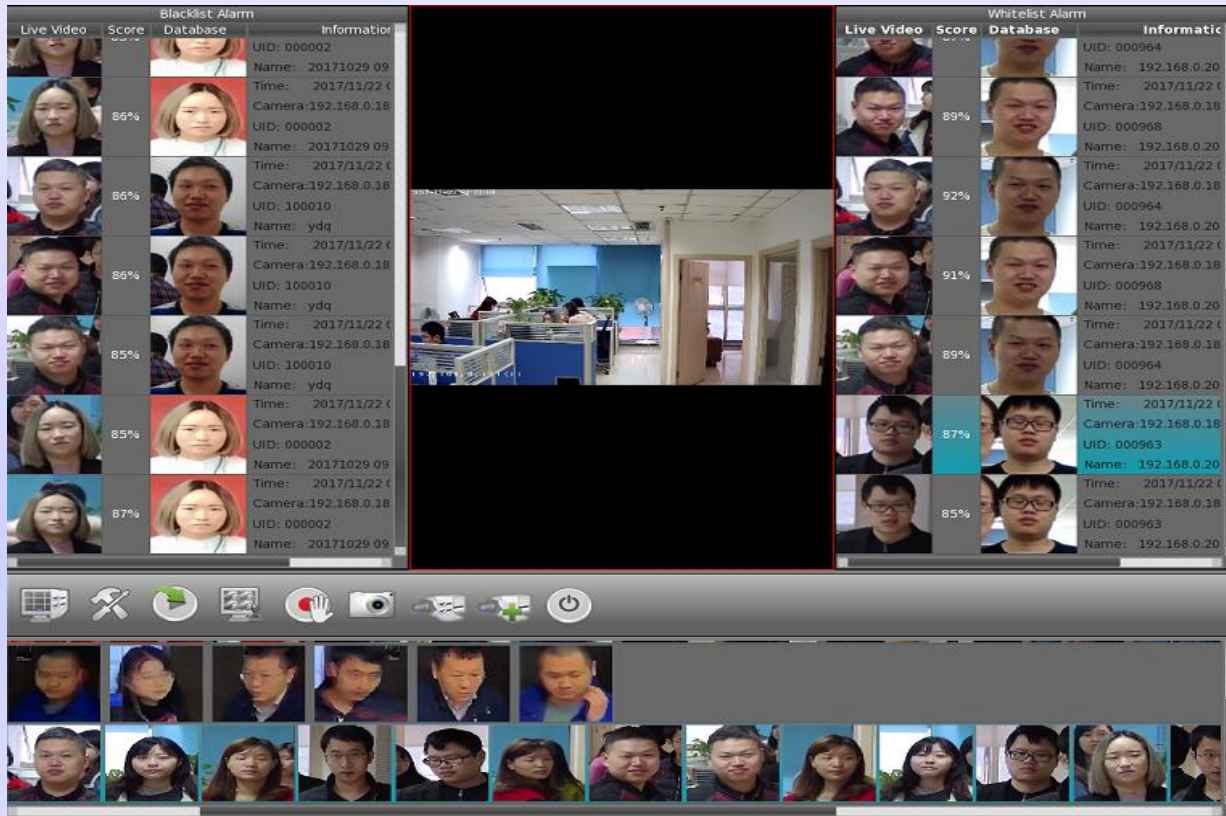 Blacklist Alarm
Live Video Score Database Information
UID: 000002
Name: 20171029 09
86%
Time: 2017/11/22
Camera:192.168.0.18
UID: 000002
Name: 20171029 09
86%
Time: 2017/11/22
Camera:192.168.0.18
UID: 100010
Name: ydq
86%
Time: 2017/11/22
Camera:192.168.0.18
UID: 100010
Name: ydq
85%
Time: 2017/11/22
Camera:192.168.0.18
UID: 100010
Name: ydq
85%
Time: 2017/11/22
Camera:192.168.0.18
UID: 000002
Name: 20171029 09
87%
Time: 2017/11/22
Camera:192.168.0.18
UID: 000002
Name: 20171029 09
Whitelist Alarm
Live Video Score Database Informatic
UID: 000964
Name: 192.168.0.20
89%
Time: 2017/11/22
Camera:192.168.0.18
UID: 000968
Name: 192.168.0.20
92%
Time: 2017/11/22
Camera:192.168.0.18
UID: 000964
Name: 192.168.0.20
91%
Time: 2017/11/22
Camera:192.168.0.18
UID: 000968
Name: 192.168.0.20
89%
Time: 2017/11/22
Camera:192.168.0.18
UID: 000964
Name: 192.168.0.20
87%
Time: 2017/11/22
Camera:192.168.0.18
UID: 000963
Name: 192.168.0.20
85%
Time: 2017/11/22
Camera:192.168.0.18
UID: 000963
Name: 192.168.0.20